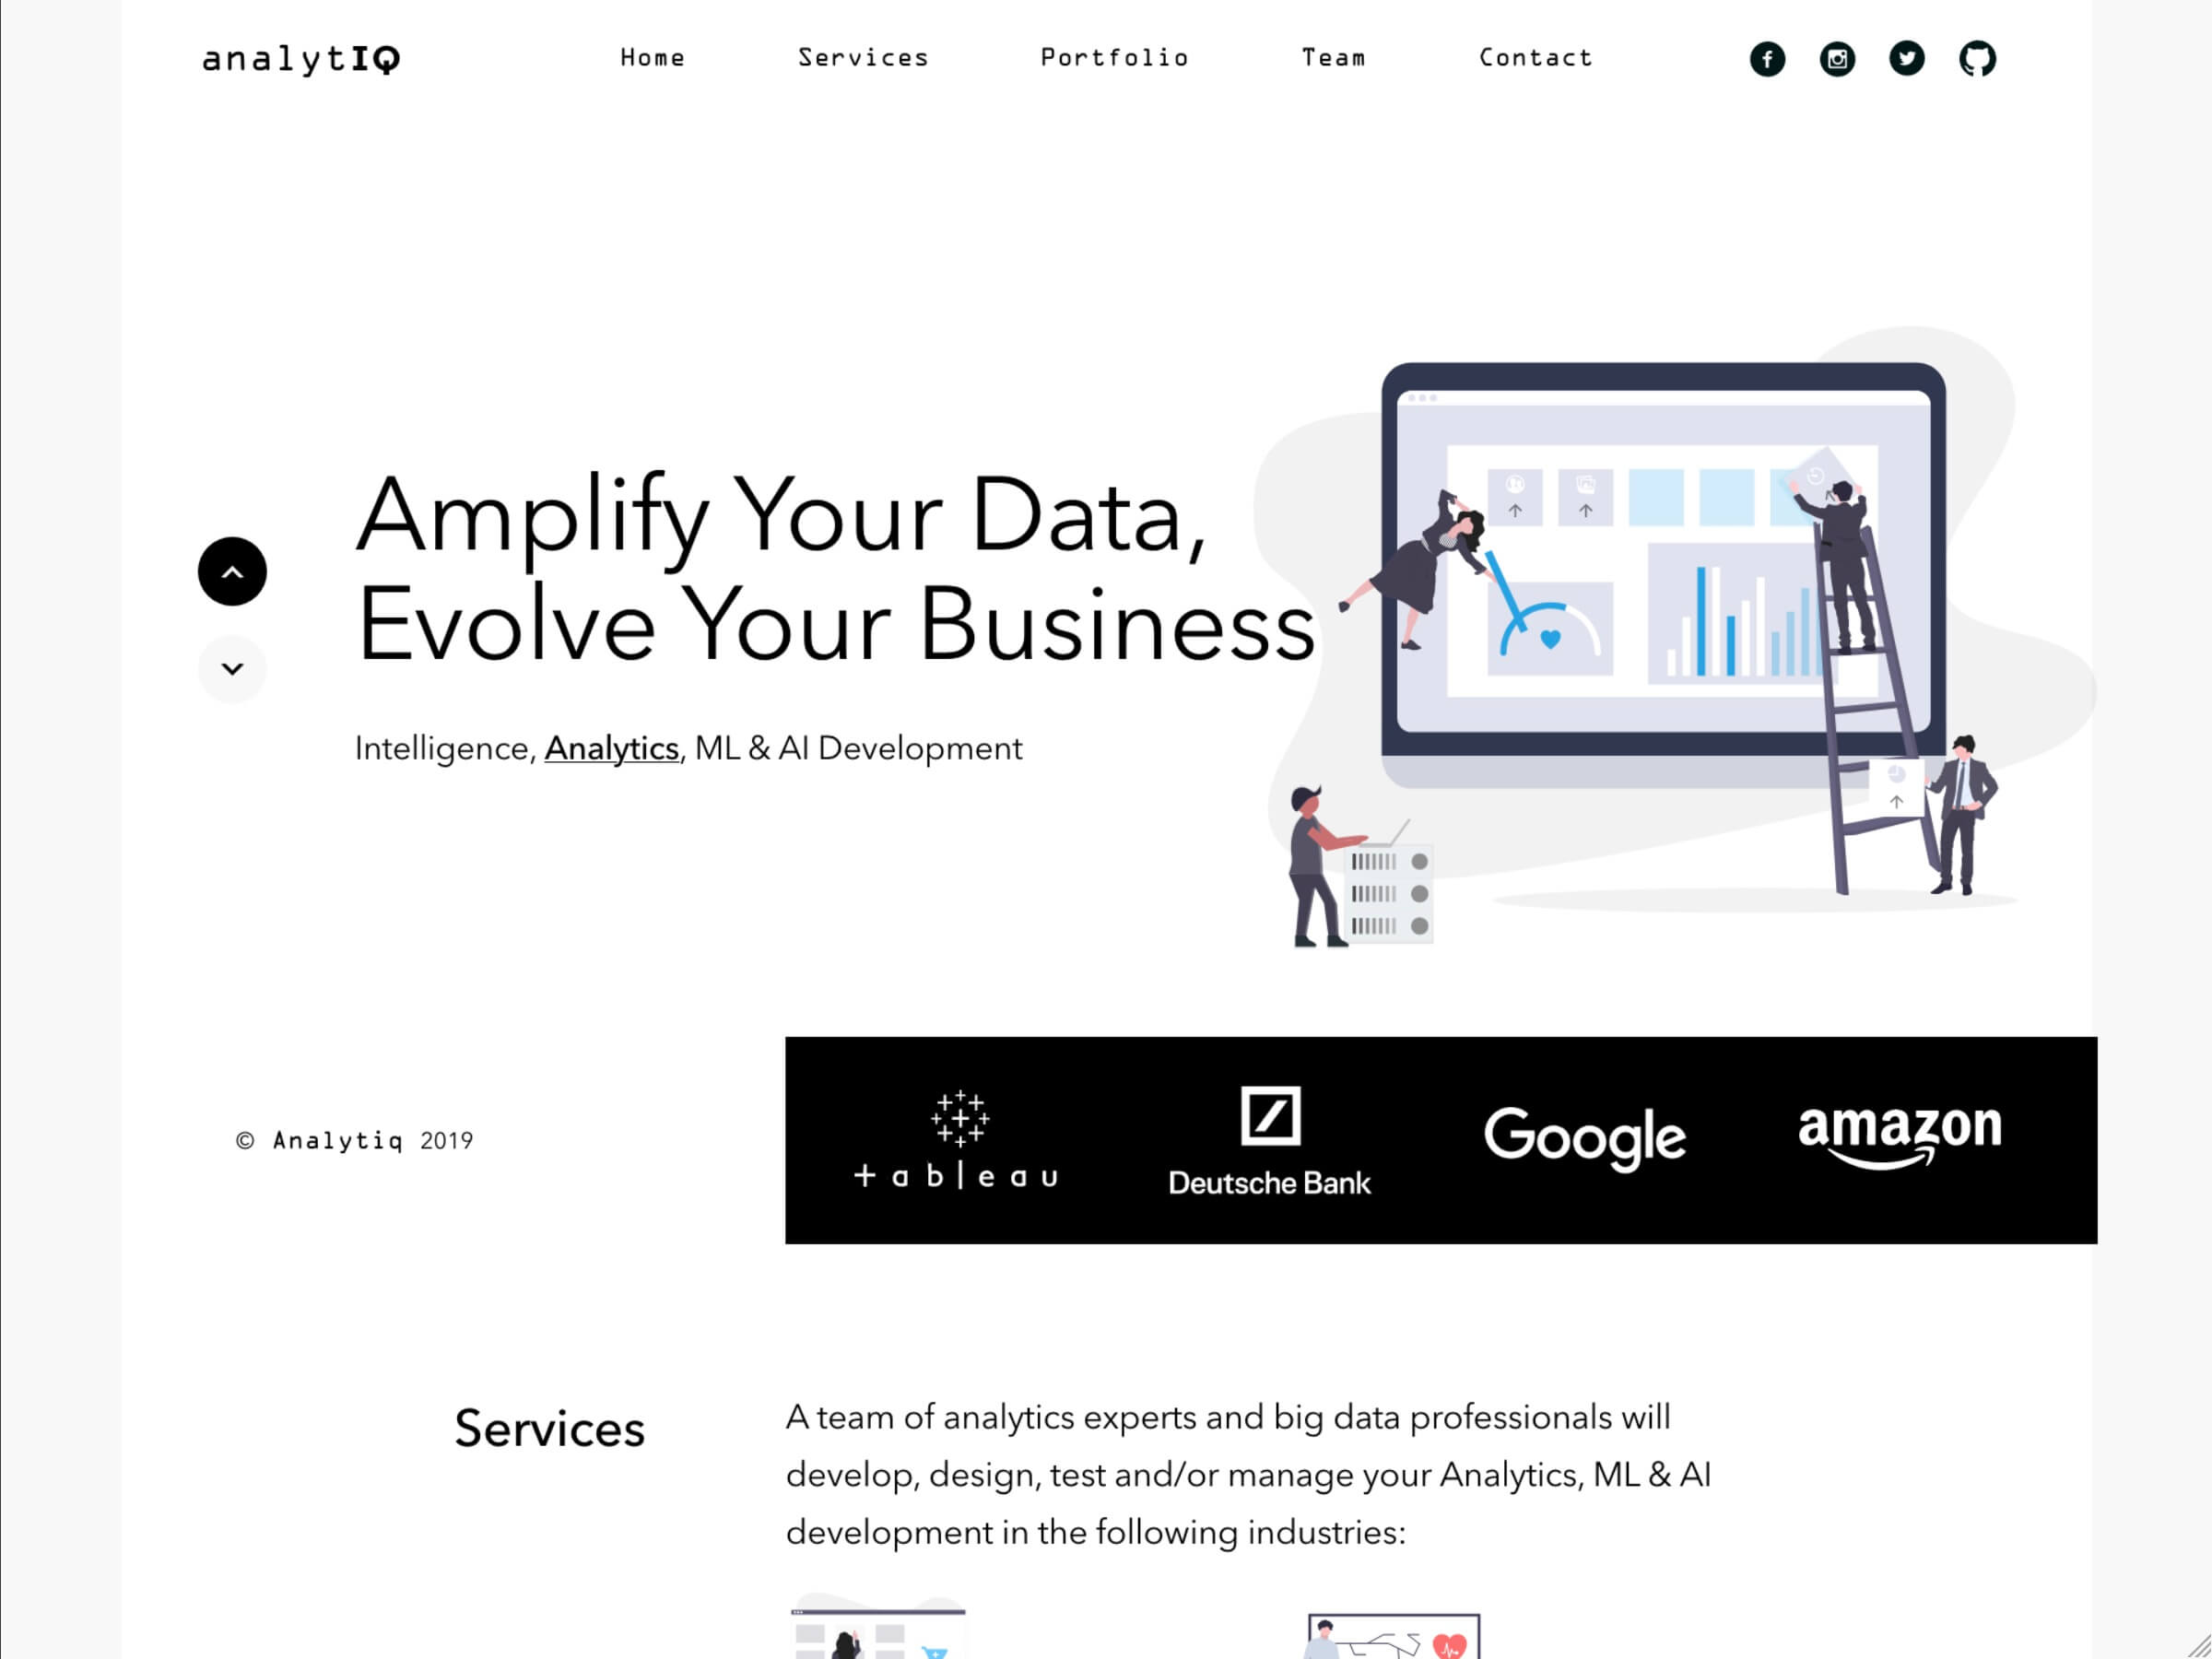 analytIQ
Home Services Portfolio Team Contact
Amplify Your Data,
Evolve Your Business
Intelligence, Analytics, ML & AI Development
© Analytiq 2019
+ableau
Deutsche Bank
Google
amazon
Services
A team of analytics experts and big data professionals will
develop, design, test and/or manage your Analytics, ML & AI
development in the following industries: